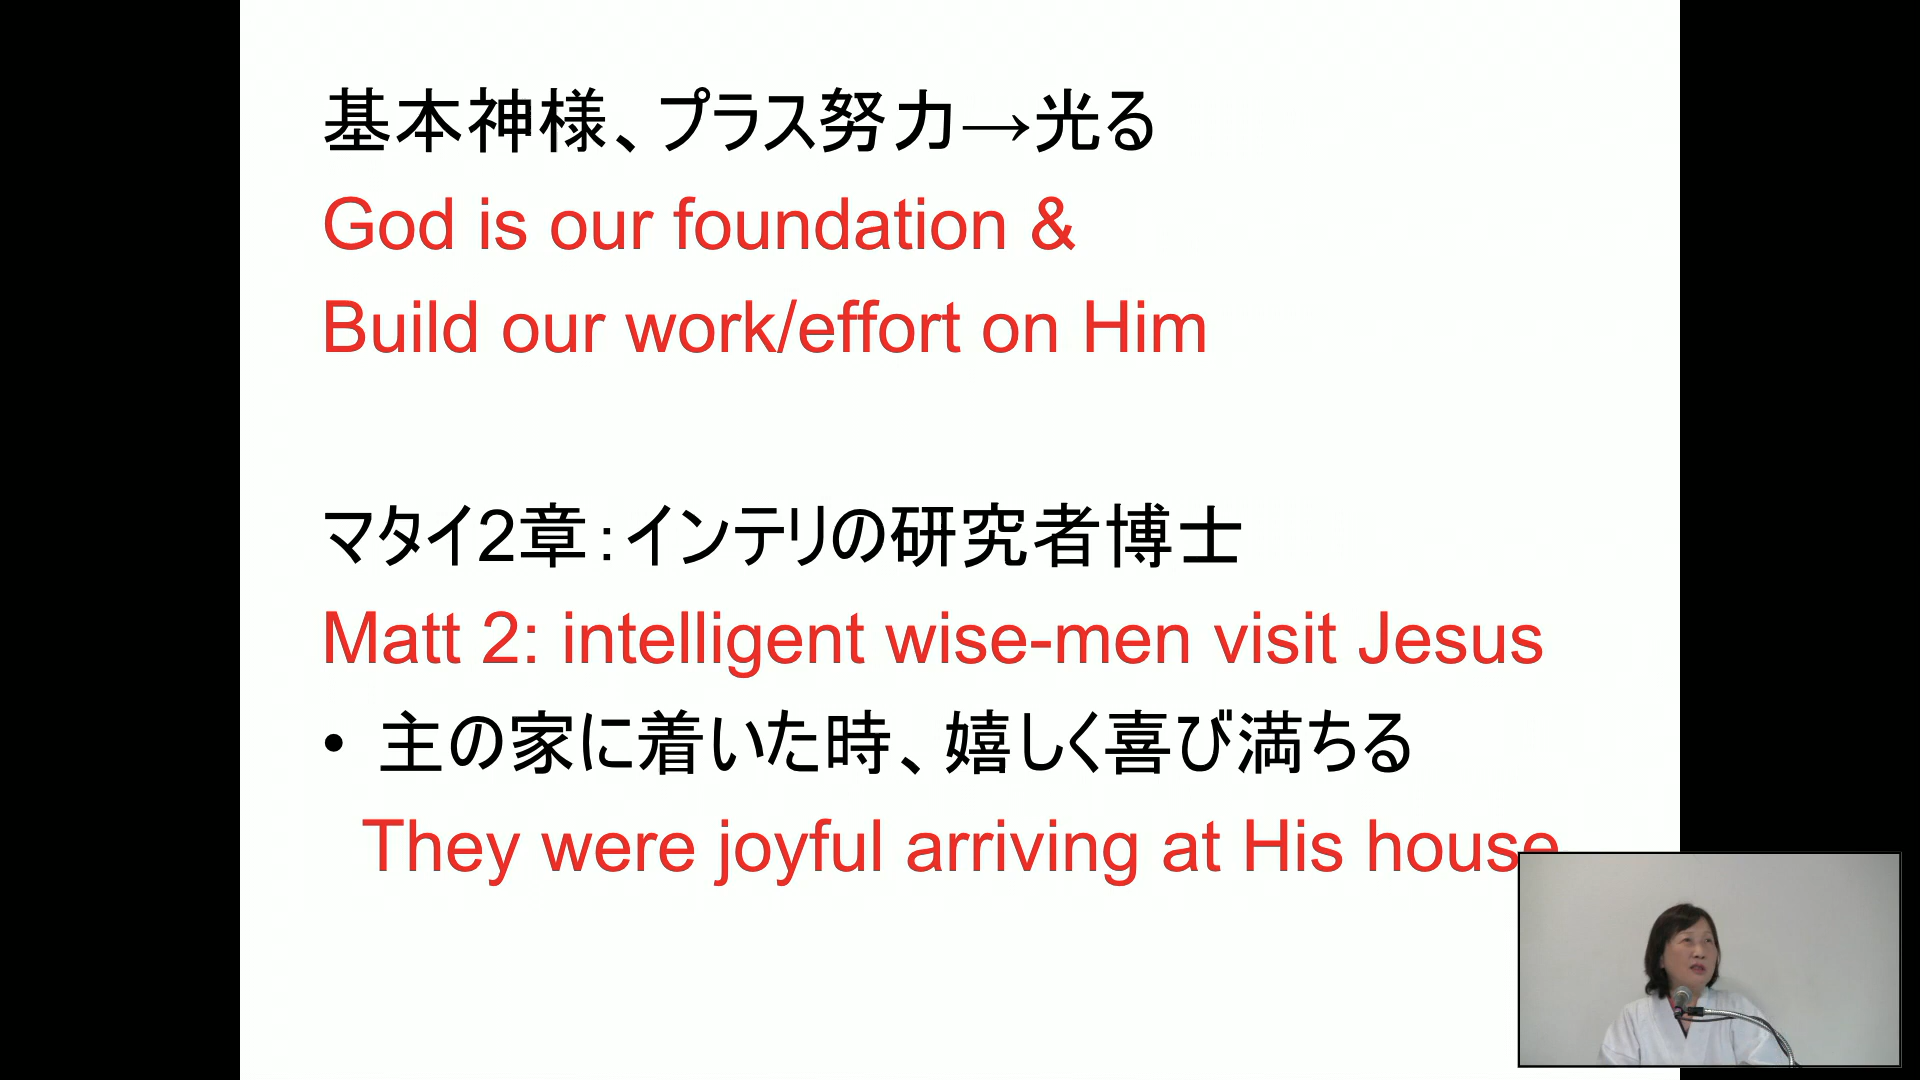 基本神様、プラス努力→光る
God is our foundation &
Build our work/effort on Him
マタイ2章：インテリの研究者博士
Matt 2: intelligent wise-men visit Jesus
• 主の家に着いた時、嬉しく喜び満ちる
They were joyful arriving at His house